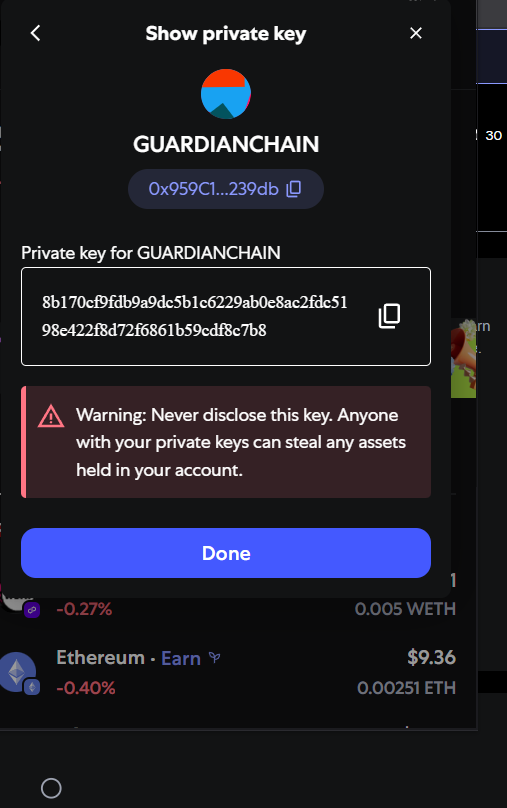 Show private key
GUARDIANCHAIN
0x959C1...239db
Private key for GUARDIANCHAIN
8b170cf9fdb9a9dc5b1c6229ab0e8ac2fdc51
98e422f8d72f6861b59cdf8c7b8
Warning: Never disclose this key. Anyone
with your private keys can steal any assets
held in your account.
Done
-0.27% 0.005 WETH
Ethereum · Earn $9.36
-0.40% 0.00251 ETH
30